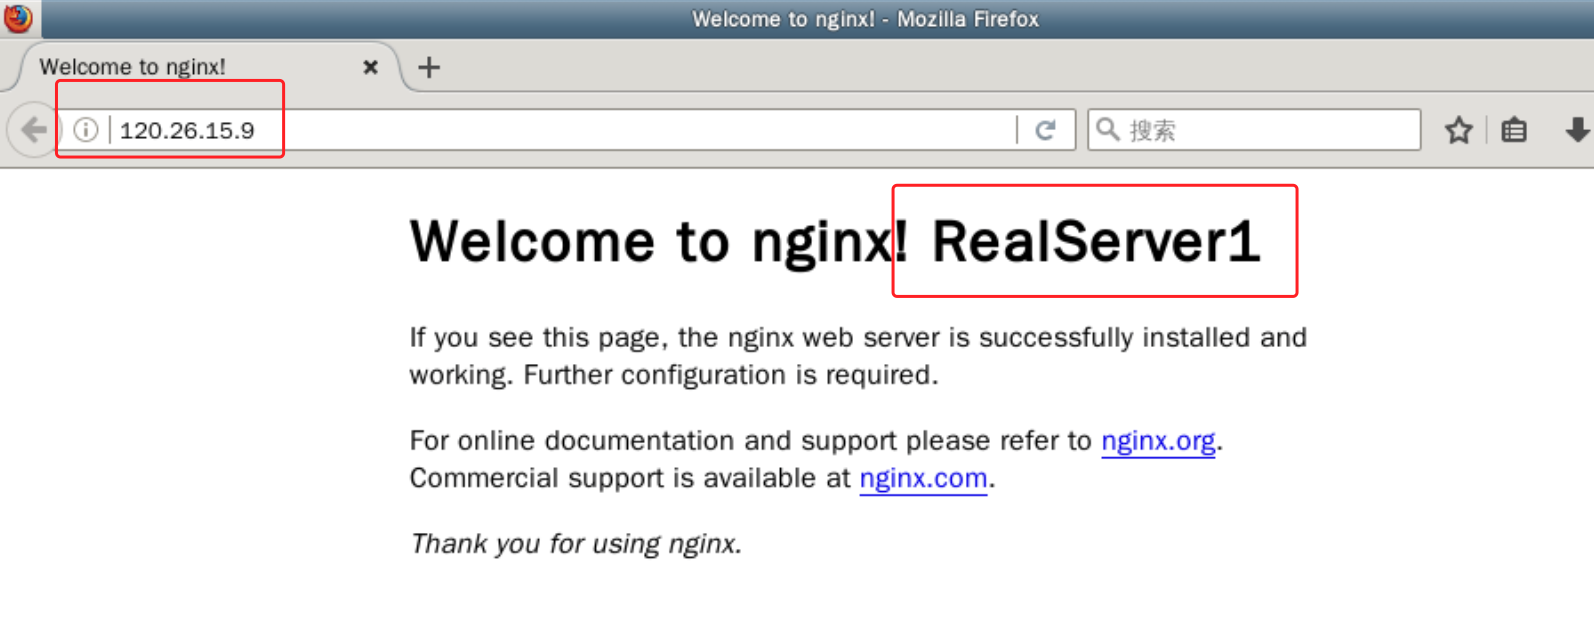 Welcome to nginx! - Mozilla Firefox
Welcome to nginx!
120.26.15.9
搜索
Welcome to nginx! RealServer1
If you see this page, the nginx web server is successfully installed and
working. Further configuration is required.
For online documentation and support please refer to nginx.org.
Commercial support is available at nginx.com.
Thank you for using nginx.